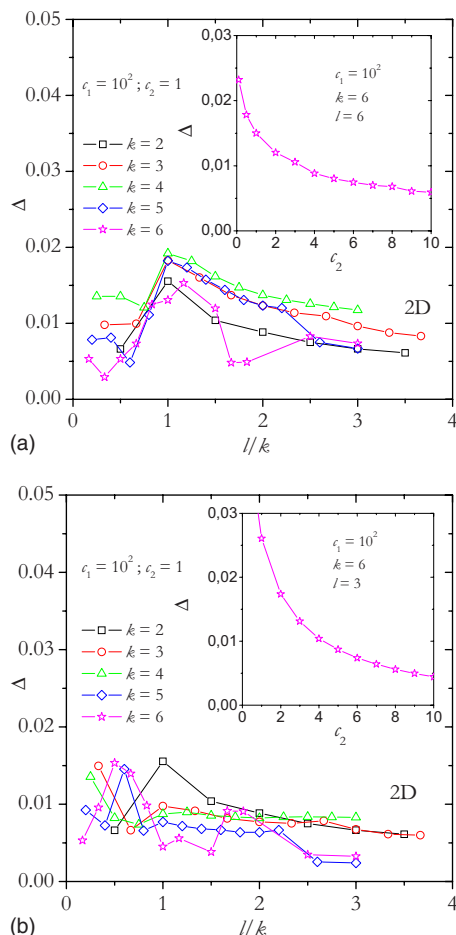 0.05
0.04
0.03
0.02
0.01
0.00
Δ
c₁ = 10² ; c₂ = 1
k = 2
k = 3
k = 4
k = 5
k = 6
0,03
0,02
0,01
0,00
Δ
c₁ = 10²
k = 6
l = 6
0 2 4 6 8 10
c₂
2D
0 1 2 3 4
l/k
(a)
0.05
0.04
0.03
0.02
0.01
0.00
Δ
c₁ = 10² ; c₂ = 1
k = 2
k = 3
k = 4
k = 5
k = 6
0,03
0,02
0,01
0,00
Δ
c₁ = 10²
k = 6
l = 3
2 4 6 8 10
c₂
2D
0 1 2 3 4
l/k
(b)